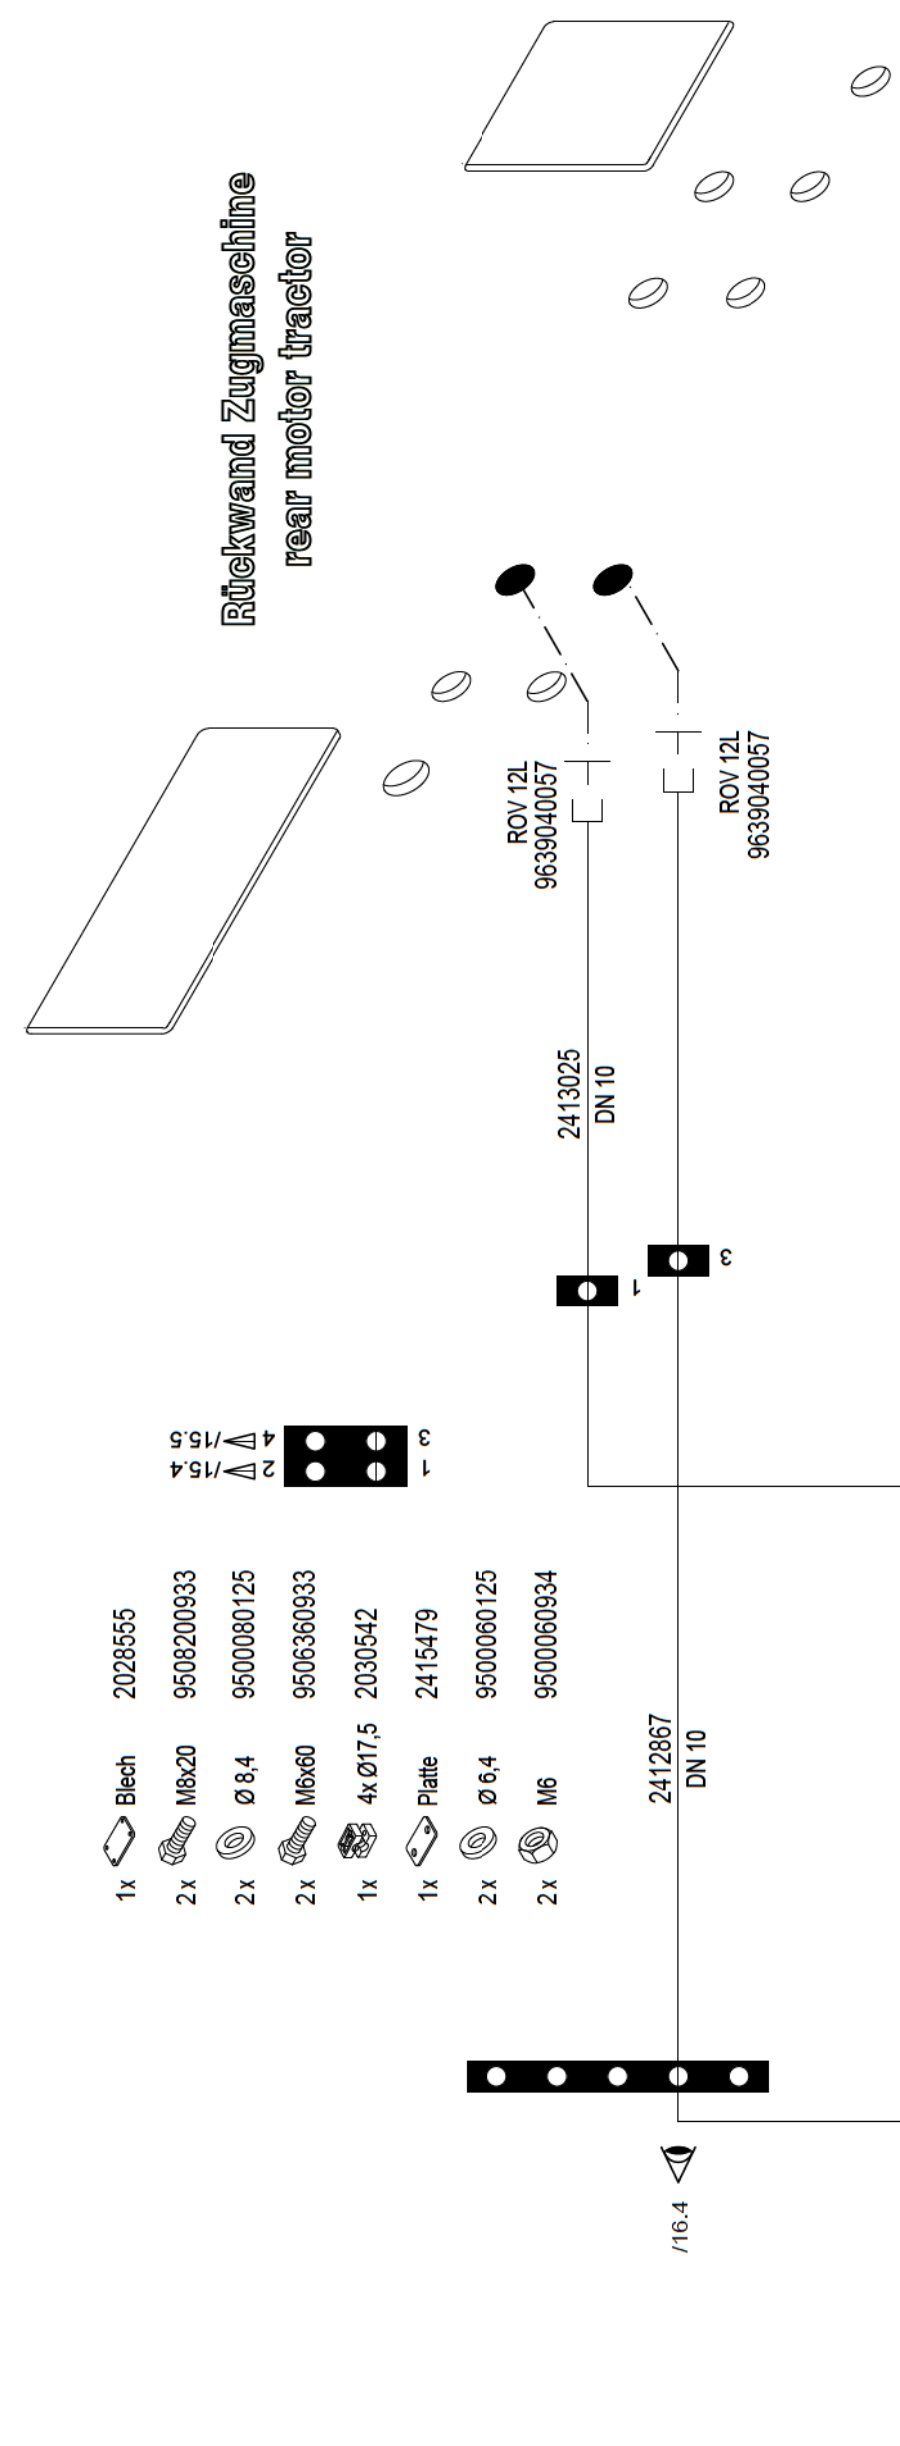 Rückwand Zugmaschine
rear motor tractor
ROV 12L
9639040057
ROV 12L
9639040057
2413025
DN 10
1
3
/15.4 2
/15.5 4
1
3
1x Blech 2028555
2x M8x20 9508200933
2x Ø 8,4 9500080125
2x M6x60 9506360933
1x 4x Ø17,5 2030542
1x Platte 2415479
2x Ø 6,4 9500060125
2x M6 9500060934
2412867
DN 10
/16.4